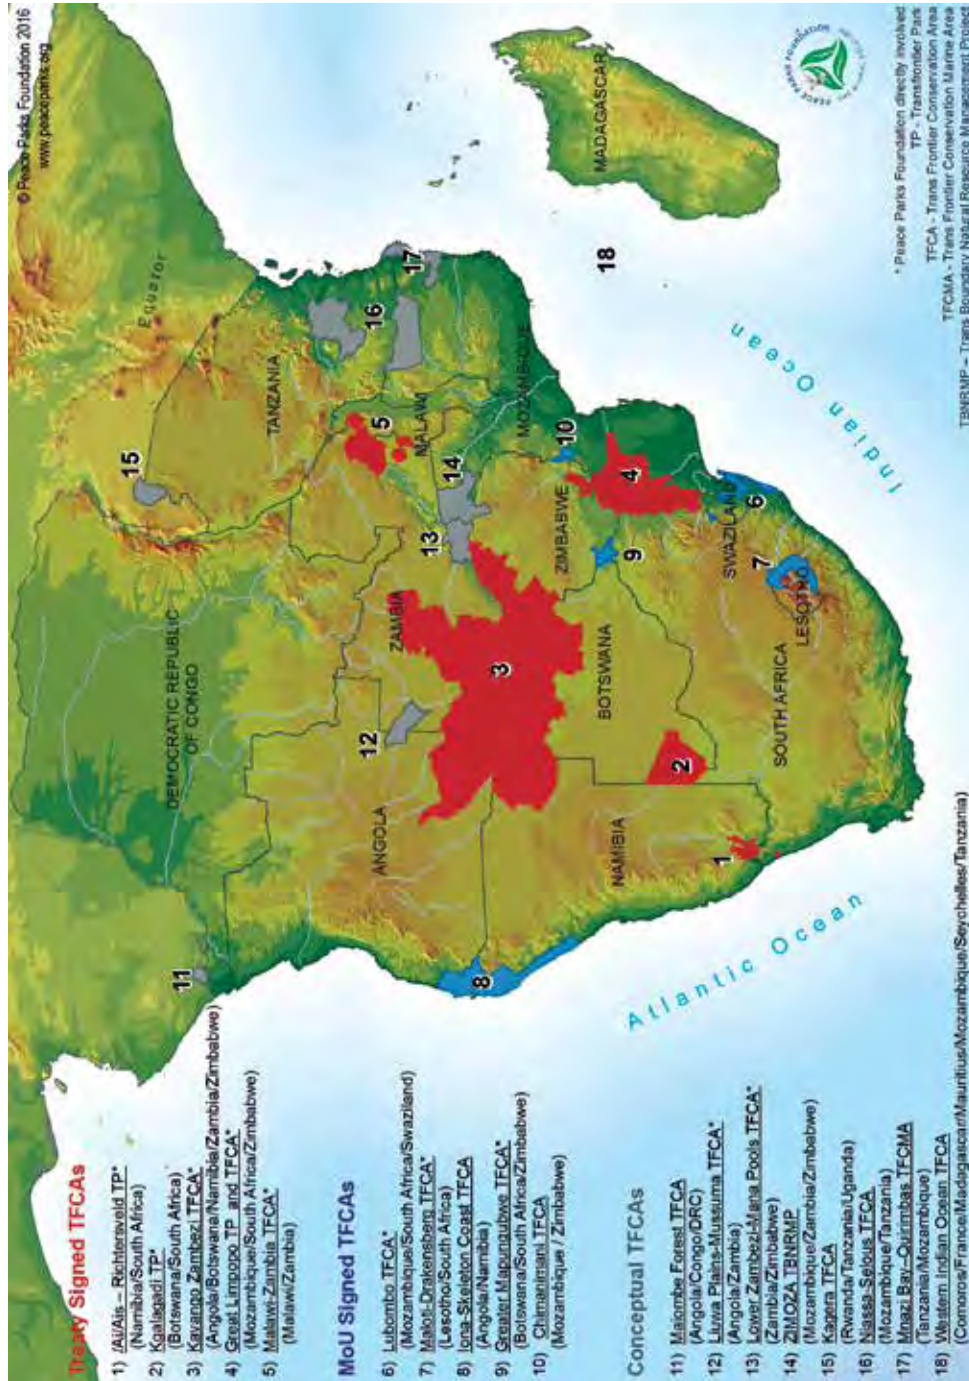 © Peace Parks Foundation 2016
www.peaceparks.org
Treaty Signed TFCAs
1) /Ai/Ais – Richtersveld TP*
(Namibia/South Africa)
2) Kgalagadi TP*
(Botswana/South Africa)
3) Kavango Zambezi TFCA*
(Angola/Botswana/Namibia/Zambia/Zimbabwe)
4) Great Limpopo TP and TFCA*
(Mozambique/South Africa/Zimbabwe)
5) Malawi-Zambia TFCA*
(Malawi/Zambia)
MoU Signed TFCAs
6) Lubombo TFCA*
(Mozambique/South Africa/Swaziland)
7) Maloti-Drakensberg TFCA*
(Lesotho/South Africa)
8) Iona-Skeleton Coast TFCA
(Angola/Namibia)
9) Greater Mapungubwe TFCA*
(Botswana/South Africa/Zimbabwe)
10) Chimanimani TFCA
(Mozambique / Zimbabwe)
Conceptual TFCAs
11) Maiombe Forest TFCA
(Angola/Congo/DRC)
12) Liuwa Plains-Mussuma TFCA*
(Angola/Zambia)
13) Lower Zambezi-Mana Pools TFCA*
(Zambia/Zimbabwe)
14) ZIMOZA TBNRMP
(Mozambique/Zambia/Zimbabwe)
15) Kagera TFCA
(Rwanda/Tanzania/Uganda)
16) Niassa-Selous TFCA
(Mozambique/Tanzania)
17) Mnazi Bay–Quirimbas TFCMA
(Tanzania/Mozambique)
18) Western Indian Ocean TFCA
(Comoros/France/Madagascar/Mauritius/Mozambique/Seychelles/Tanzania)
Equator
DEMOCRATIC REPUBLIC
OF CONGO
TANZANIA
ANGOLA
ZAMBIA
MALAWI
MOZAMBIQUE
ZIMBABWE
NAMIBIA
BOTSWANA
SWAZILAND
LESOTHO
SOUTH AFRICA
MADAGASCAR
Atlantic Ocean
Indian Ocean
1
2
3
4
5
6
7
8
9
10
11
12
13
14
15
16
17
18
PEACE PARKS FOUNDATION
* Peace Parks Foundation directly involved
TP - Transfrontier Park
TFCA - Trans Frontier Conservation Area
TFCMA - Trans Frontier Conservation Marine Area
TBNRMP – Trans Boundary Natural Resource Management Project